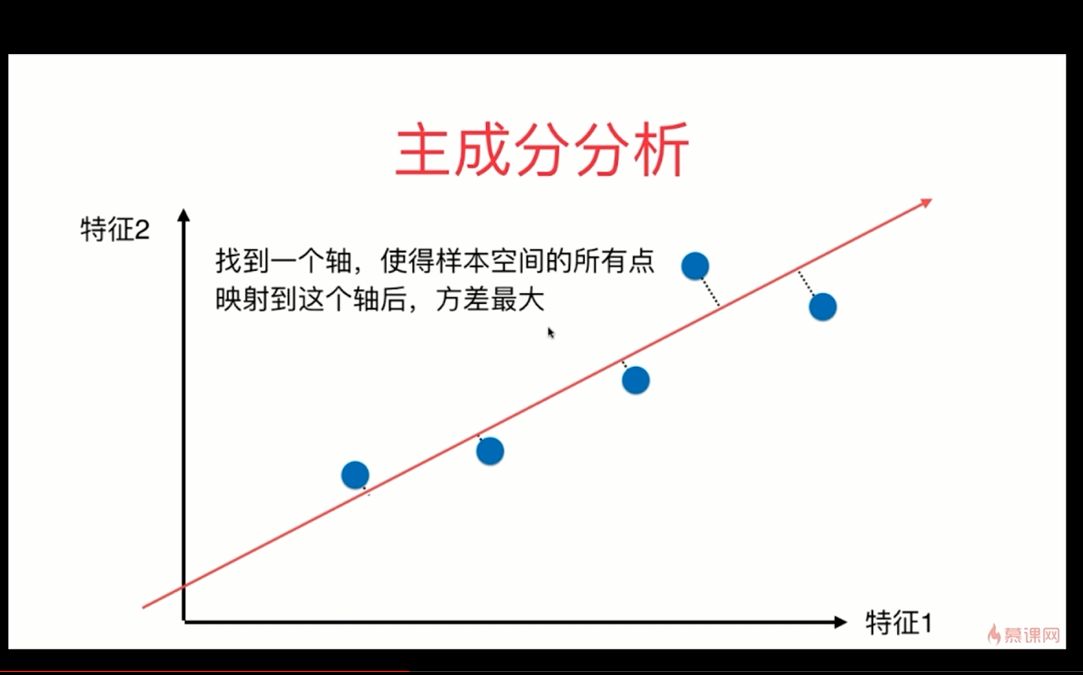 主成分分析
特征2
找到一个轴，使得样本空间的所有点
映射到这个轴后，方差最大
特征1
慕课网